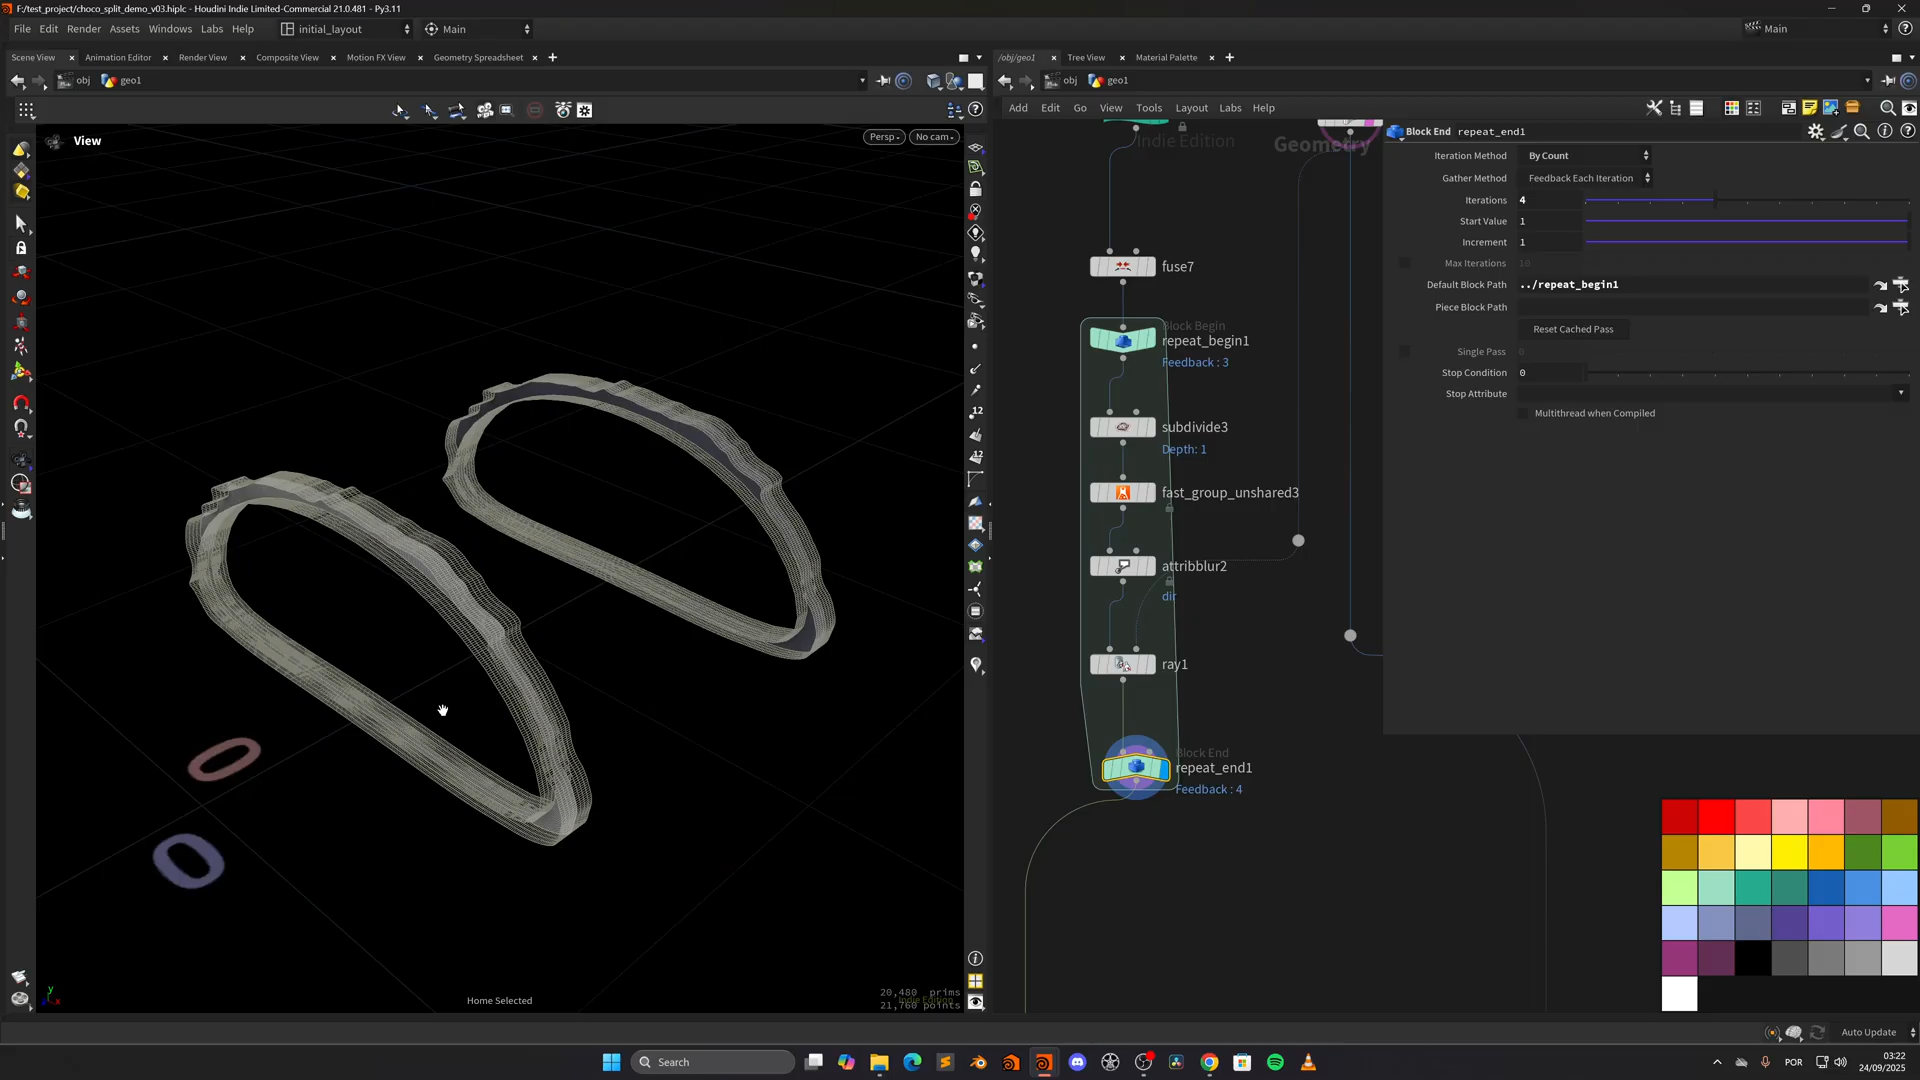 F:/test_project/choco_split_demo_v03.hiplc - Houdini Indie Limited-Commercial 21.0.481 - Py3.11
File Edit Render Assets Windows Labs Help initial_layout Main Main
Scene View Animation Editor Render View Composite View Motion FX View Geometry Spreadsheet
/obj/geo1 Tree View Material Palette
obj geo1
obj geo1
Add Edit Go View Tools Layout Labs Help
View
Persp No cam
Indie Edition
Geometry
fuse7
Block Begin
repeat_begin1
Feedback : 3
subdivide3
Depth: 1
fast_group_unshared3
attribblur2
dir
ray1
Block End
repeat_end1
Feedback : 4
Block End repeat_end1
Iteration Method By Count
Gather Method Feedback Each Iteration
Iterations 4
Start Value 1
Increment 1
Max Iterations 10
Default Block Path ../repeat_begin1
Piece Block Path
Reset Cached Pass
Single Pass 0
Stop Condition 0
Stop Attribute
Multithread when Compiled
12
12
y
x
Home Selected
20,480 prims
Indie Edition
21,760 points
Auto Update
Search
POR
03:22
24/09/2025